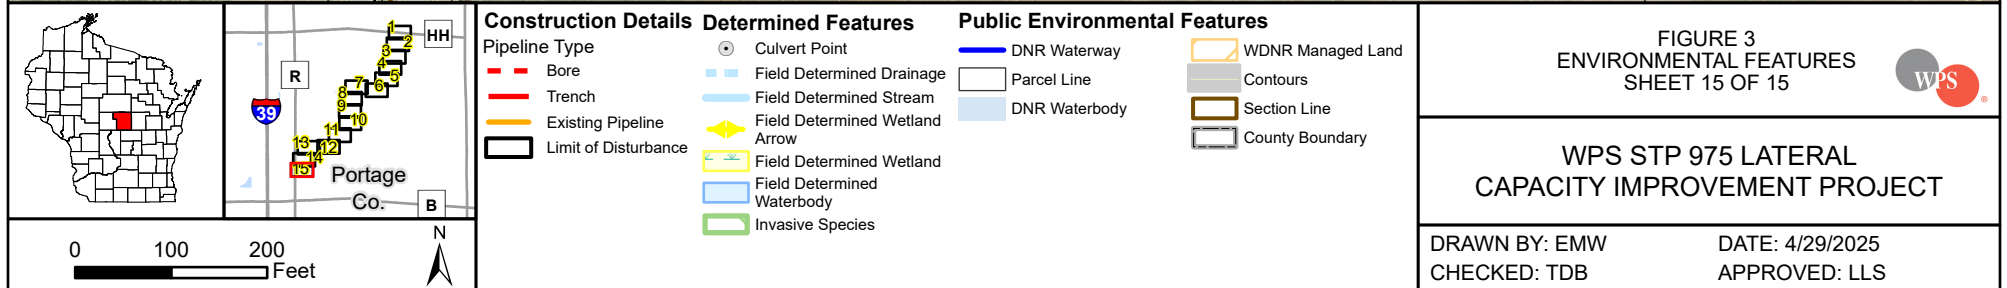 1
2
3
4
5
6
7
8
9
10
11
12
13
14
15
HH
R
39
B
Portage
Co.
0 100 200
Feet
N
Construction Details
Pipeline Type
Bore
Trench
Existing Pipeline
Limit of Disturbance
Determined Features
Culvert Point
Field Determined Drainage
Field Determined Stream
Field Determined Wetland
Arrow
Field Determined Wetland
Field Determined
Waterbody
Invasive Species
Public Environmental Features
DNR Waterway
Parcel Line
DNR Waterbody
WDNR Managed Land
Contours
Section Line
County Boundary
FIGURE 3
ENVIRONMENTAL FEATURES
SHEET 15 OF 15
WPS
®
WPS STP 975 LATERAL
CAPACITY IMPROVEMENT PROJECT
DRAWN BY: EMW DATE: 4/29/2025
CHECKED: TDB APPROVED: LLS